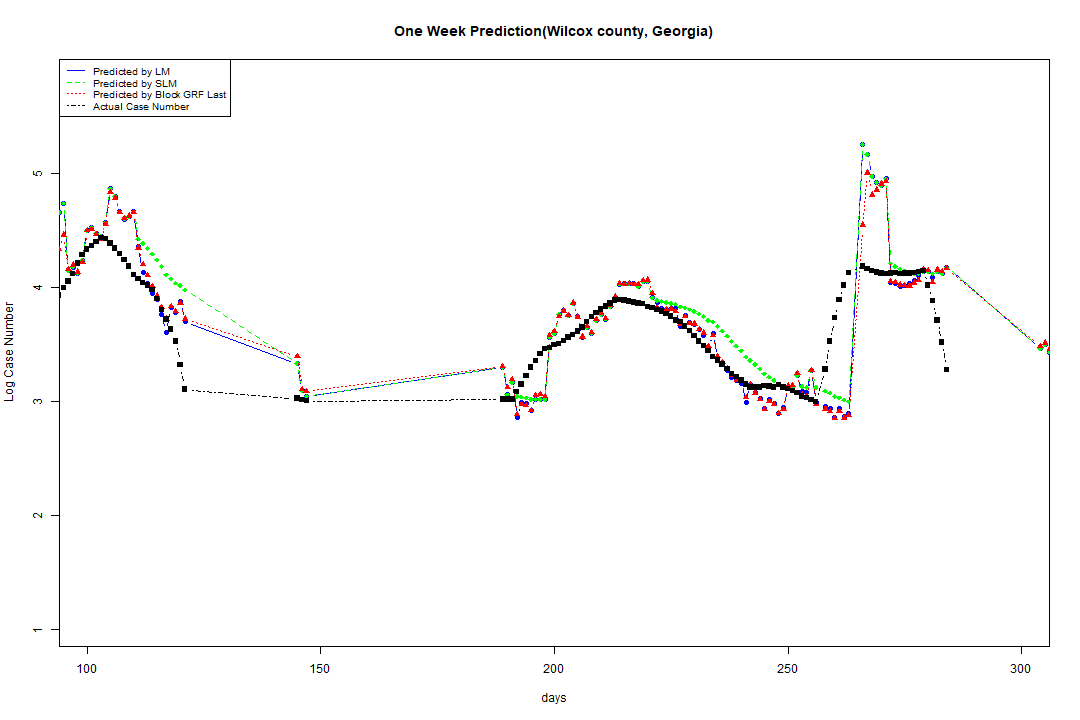 One Week Prediction(Wilcox county, Georgia)
Predicted by LM
Predicted by SLM
Predicted by Block GRF Last
Actual Case Number
5
4
3
2
1
Log Case Number
100 150 200 250 300
days